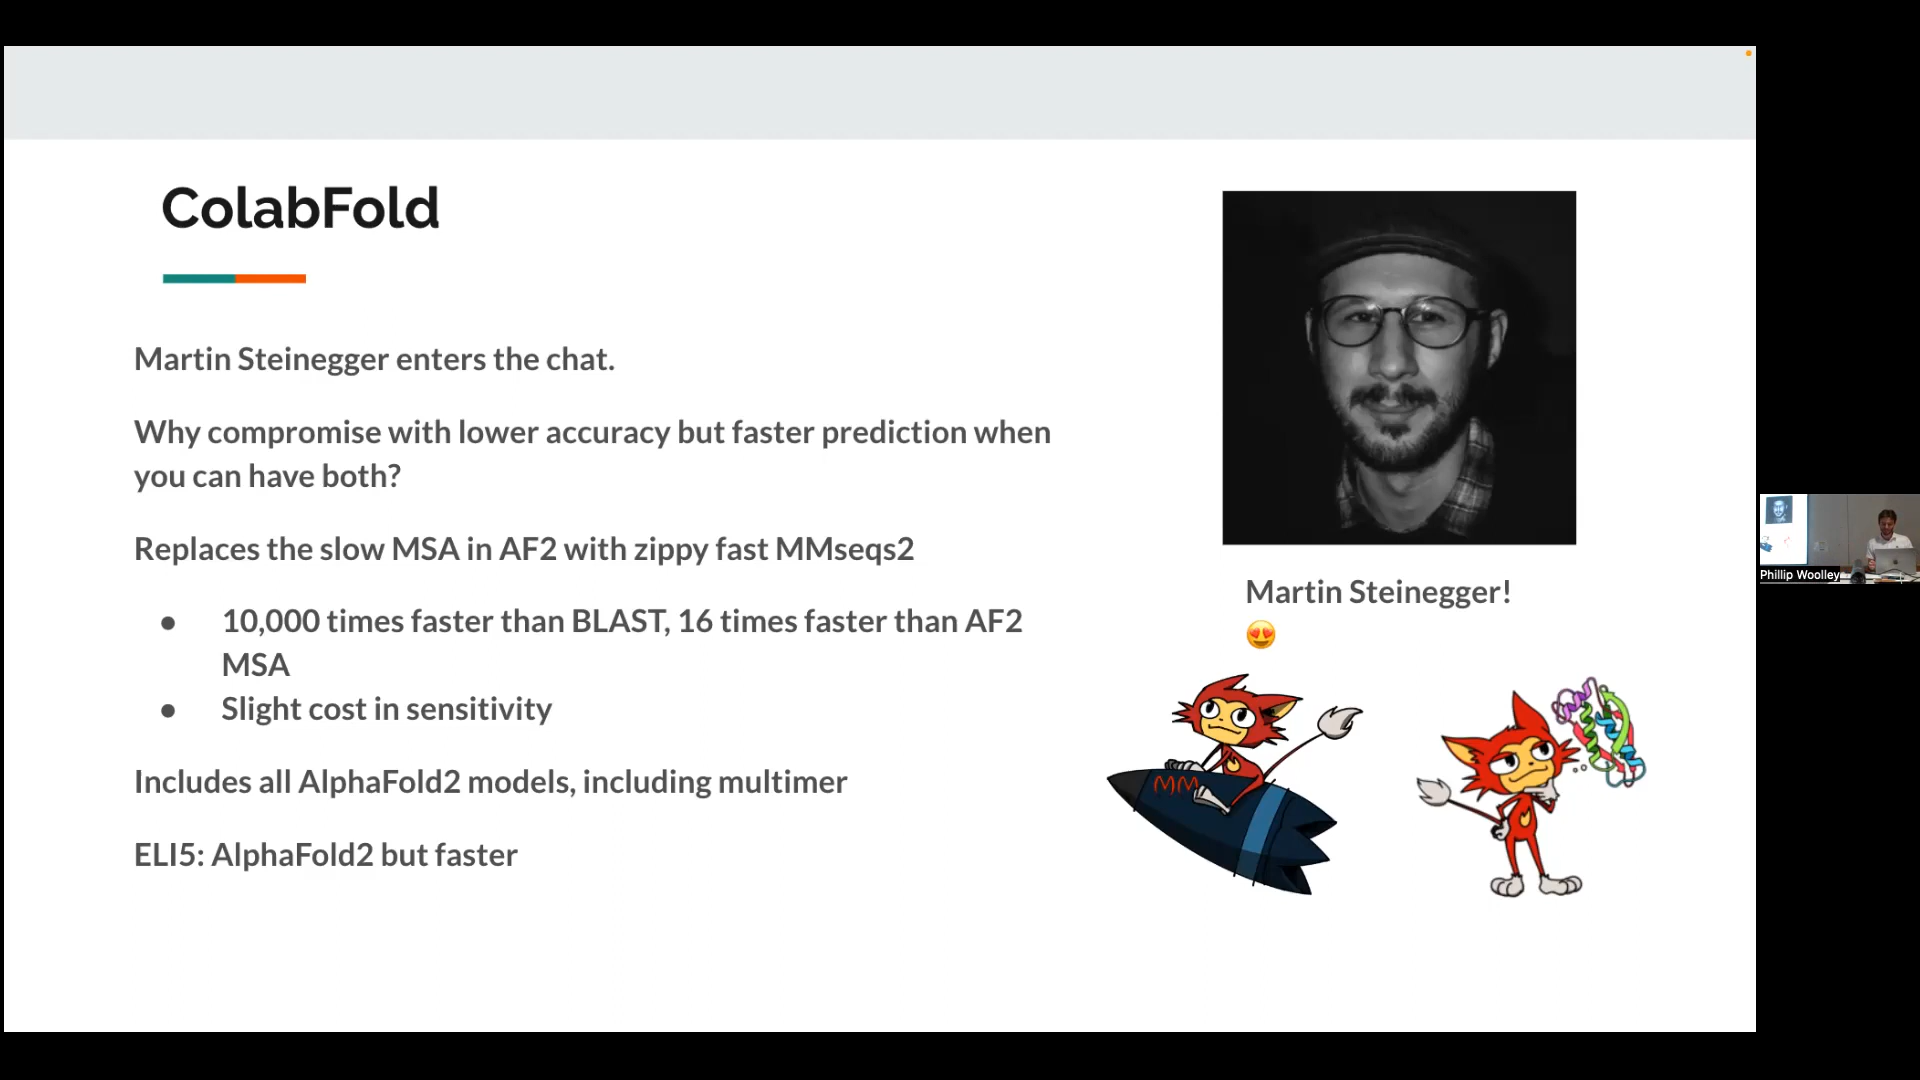 ColabFold
Martin Steinegger enters the chat.
Why compromise with lower accuracy but faster prediction when
you can have both?
Replaces the slow MSA in AF2 with zippy fast MMseqs2
● 10,000 times faster than BLAST, 16 times faster than AF2
MSA
● Slight cost in sensitivity
Includes all AlphaFold2 models, including multimer
ELI5: AlphaFold2 but faster
Martin Steinegger!
😍
MM
Phillip Woolley